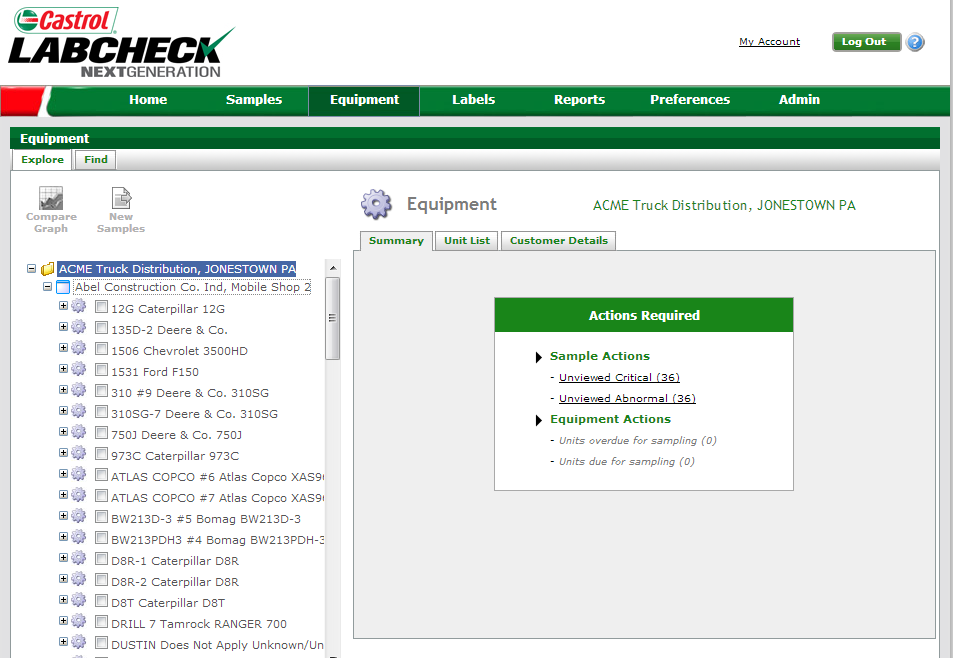 Castrol
LABCHECK
NEXTGENERATION
My Account
Log Out
?
Home Samples Equipment Labels Reports Preferences Admin
Equipment
Explore Find
Compare Graph
New Samples
ACME Truck Distribution, JONESTOWN PA
Abel Construction Co. Ind, Mobile Shop 2
12G Caterpillar 12G
135D-2 Deere & Co.
1506 Chevrolet 3500HD
1531 Ford F150
310 #9 Deere & Co. 310SG
310SG-7 Deere & Co. 310SG
750J Deere & Co. 750J
973C Caterpillar 973C
ATLAS COPCO #6 Atlas Copco XAS9
ATLAS COPCO #7 Atlas Copco XAS9
BW213D-3 #5 Bomag BW213D-3
BW213PDH3 #4 Bomag BW213PDH-3
D8R-1 Caterpillar D8R
D8R-2 Caterpillar D8R
D8T Caterpillar D8T
DRILL 7 Tamrock RANGER 700
DUSTIN Does Not Apply Unknown/Un
Equipment
ACME Truck Distribution, JONESTOWN PA
Summary Unit List Customer Details
Actions Required
Sample Actions
- Unviewed Critical (36)
- Unviewed Abnormal (36)
Equipment Actions
- Units overdue for sampling (0)
- Units due for sampling (0)